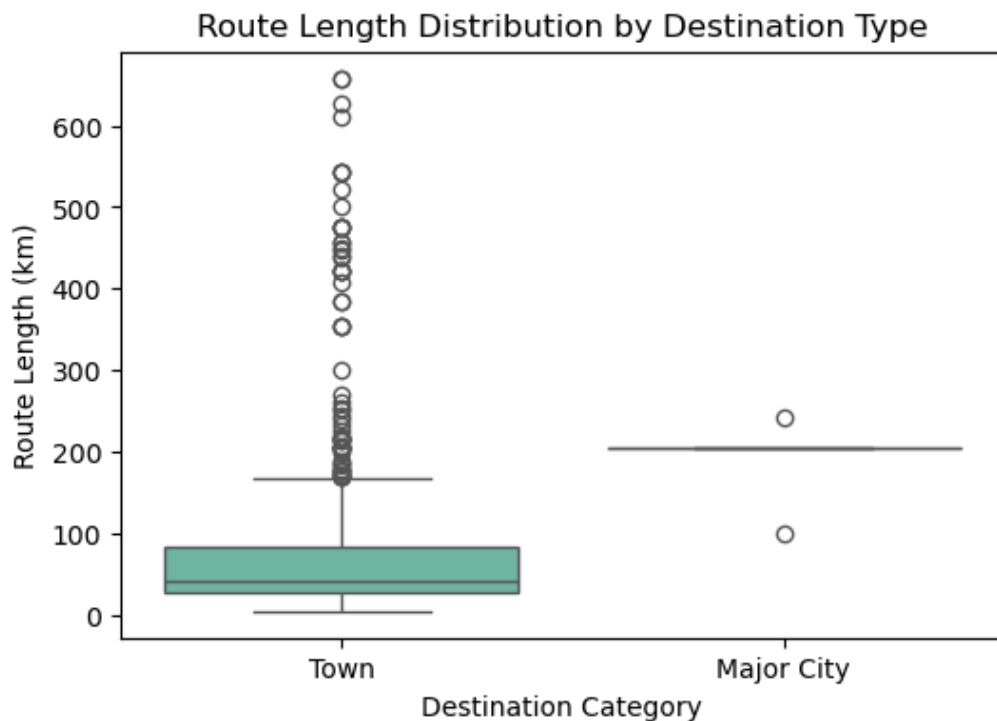 Route Length Distribution by Destination Type
Route Length (km)
600
500
400
300
200
100
0
Town
Major City
Destination Category